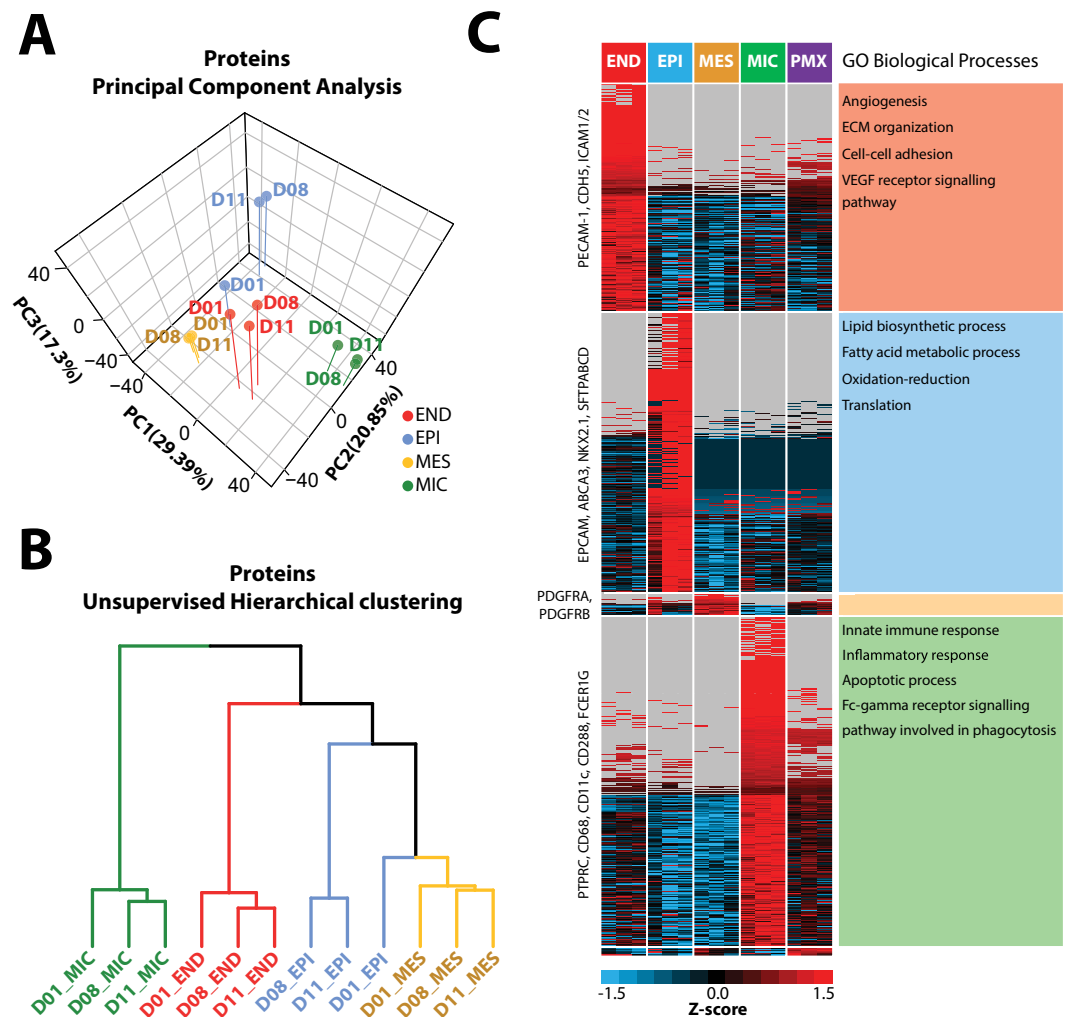 A
Proteins
Principal Component Analysis
D11
D08
D01
D01
D08
D11
D01
D08
D11
D01
D11
D08
40
0
−40
PC3(17.3%)
−40
0
40
PC1(29.39%)
40
0
−40
PC2(20.85%)
END
EPI
MES
MIC
B
Proteins
Unsupervised Hierarchical clustering
D01_MIC
D08_MIC
D11_MIC
D01_END
D08_END
D11_END
D08_EPI
D11_EPI
D01_EPI
D01_MES
D08_MES
D11_MES
C
END EPI MES MIC PMX GO Biological Processes
PECAM-1, CDH5, ICAM1/2
Angiogenesis
ECM organization
Cell-cell adhesion
VEGF receptor signalling
pathway
EPCAM, ABCA3, NKX2.1, SFTPABCD
Lipid biosynthetic process
Fatty acid metabolic process
Oxidation-reduction
Translation
PDGFRA,
PDGFRB
PTPRC, CD68, CD11c, CD288, FCER1G
Innate immune response
Inflammatory response
Apoptotic process
Fc-gamma receptor signalling
pathway involved in phagocytosis
-1.5 0.0 1.5
Z-score